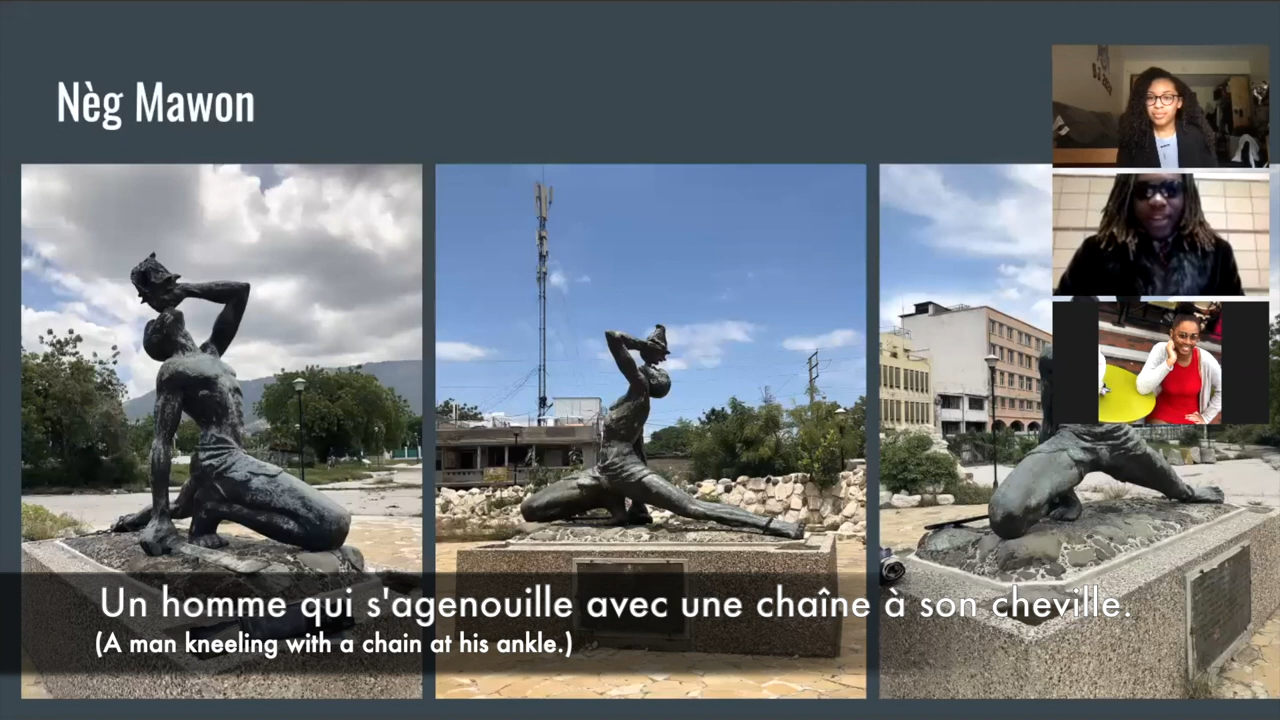 Nèg Mawon
Un homme qui s'agenouille avec une chaîne à son cheville.
(A man kneeling with a chain at his ankle.)